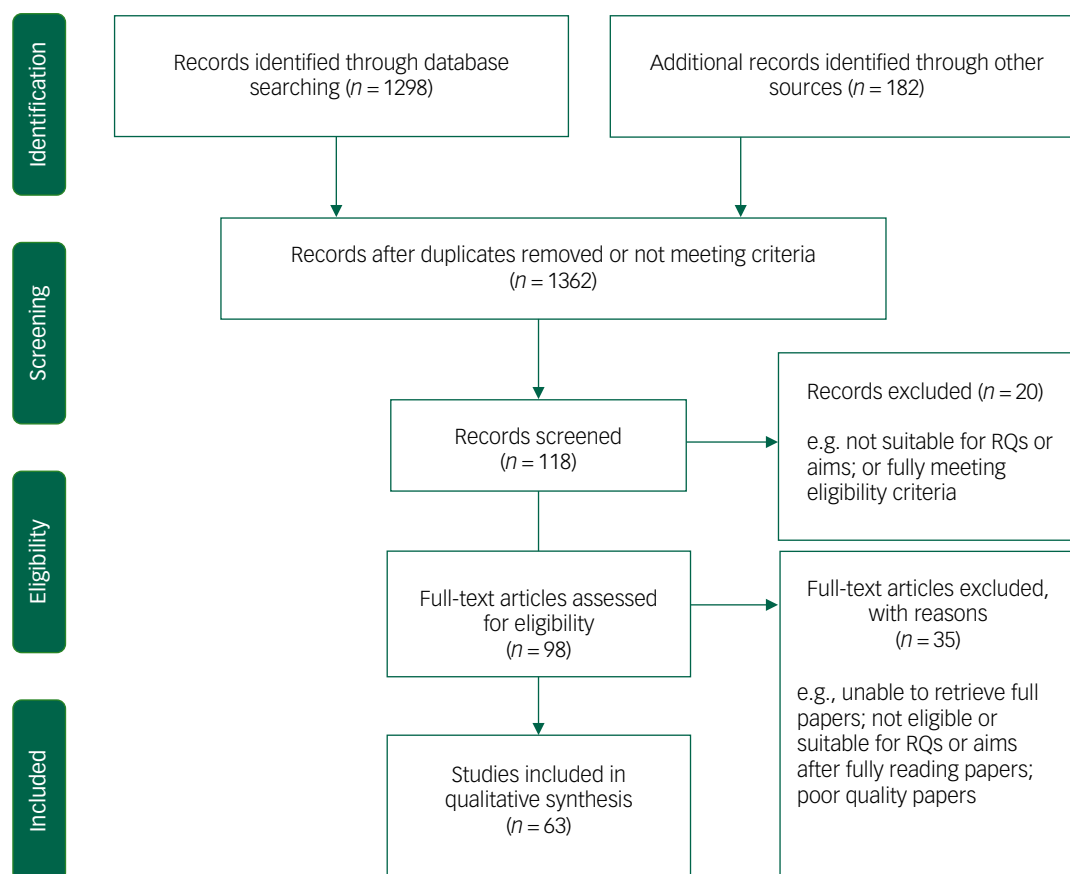 Identification
Records identified through database
searching (n = 1298)
Additional records identified through other
sources (n = 182)
Screening
Records after duplicates removed or not meeting criteria
(n = 1362)
Records screened
(n = 118)
Records excluded (n = 20)
e.g. not suitable for RQs or
aims; or fully meeting
eligibility criteria
Eligibility
Full-text articles assessed
for eligibility
(n = 98)
Full-text articles excluded,
with reasons
(n = 35)
e.g., unable to retrieve full
papers; not eligible or
suitable for RQs or aims
after fully reading papers;
poor quality papers
Included
Studies included in
qualitative synthesis
(n = 63)